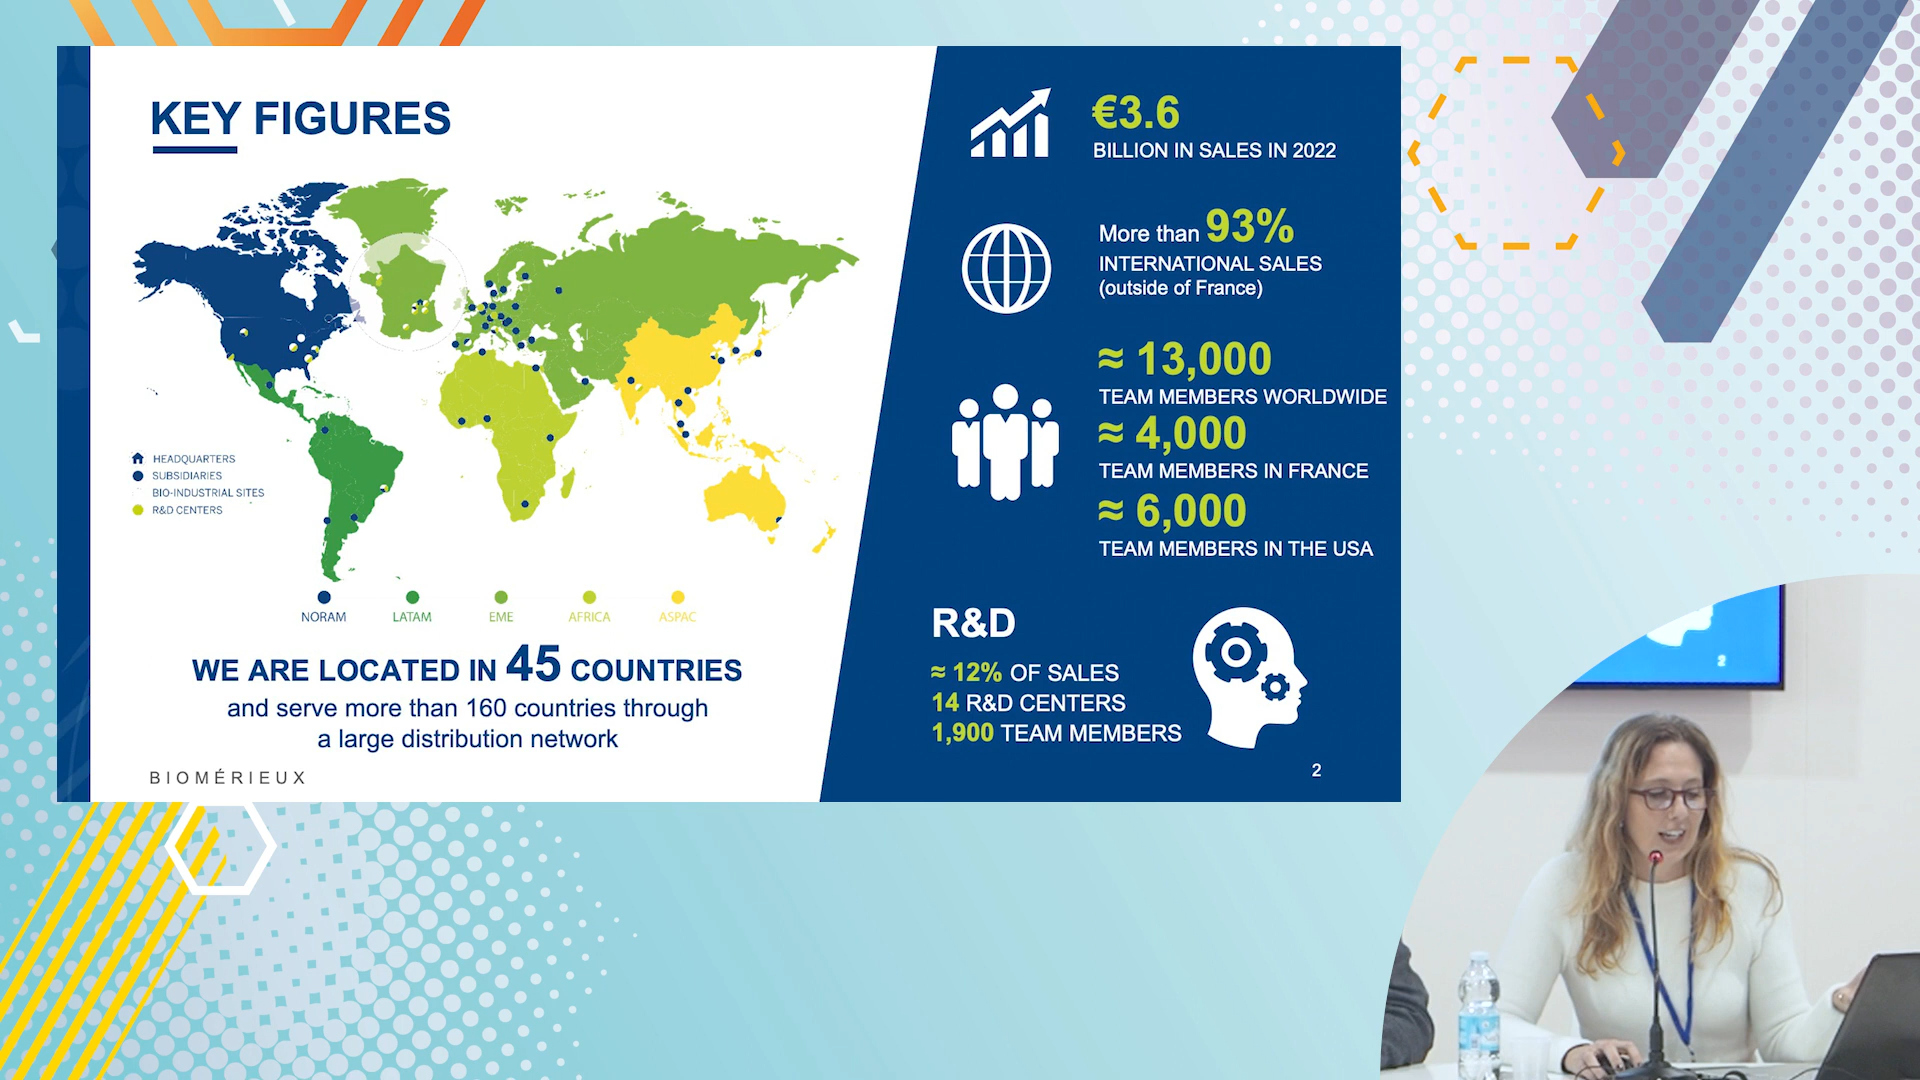 KEY FIGURES
HEADQUARTERS
SUBSIDIARIES
BIO-INDUSTRIAL SITES
R&D CENTERS
NORAM
LATAM
EME
AFRICA
ASPAC
WE ARE LOCATED IN 45 COUNTRIES
and serve more than 160 countries through
a large distribution network
BIOMÉRIEUX
€3.6
BILLION IN SALES IN 2022
More than 93%
INTERNATIONAL SALES
(outside of France)
≈ 13,000
TEAM MEMBERS WORLDWIDE
≈ 4,000
TEAM MEMBERS IN FRANCE
≈ 6,000
TEAM MEMBERS IN THE USA
R&D
≈ 12% OF SALES
14 R&D CENTERS
1,900 TEAM MEMBERS
2
2